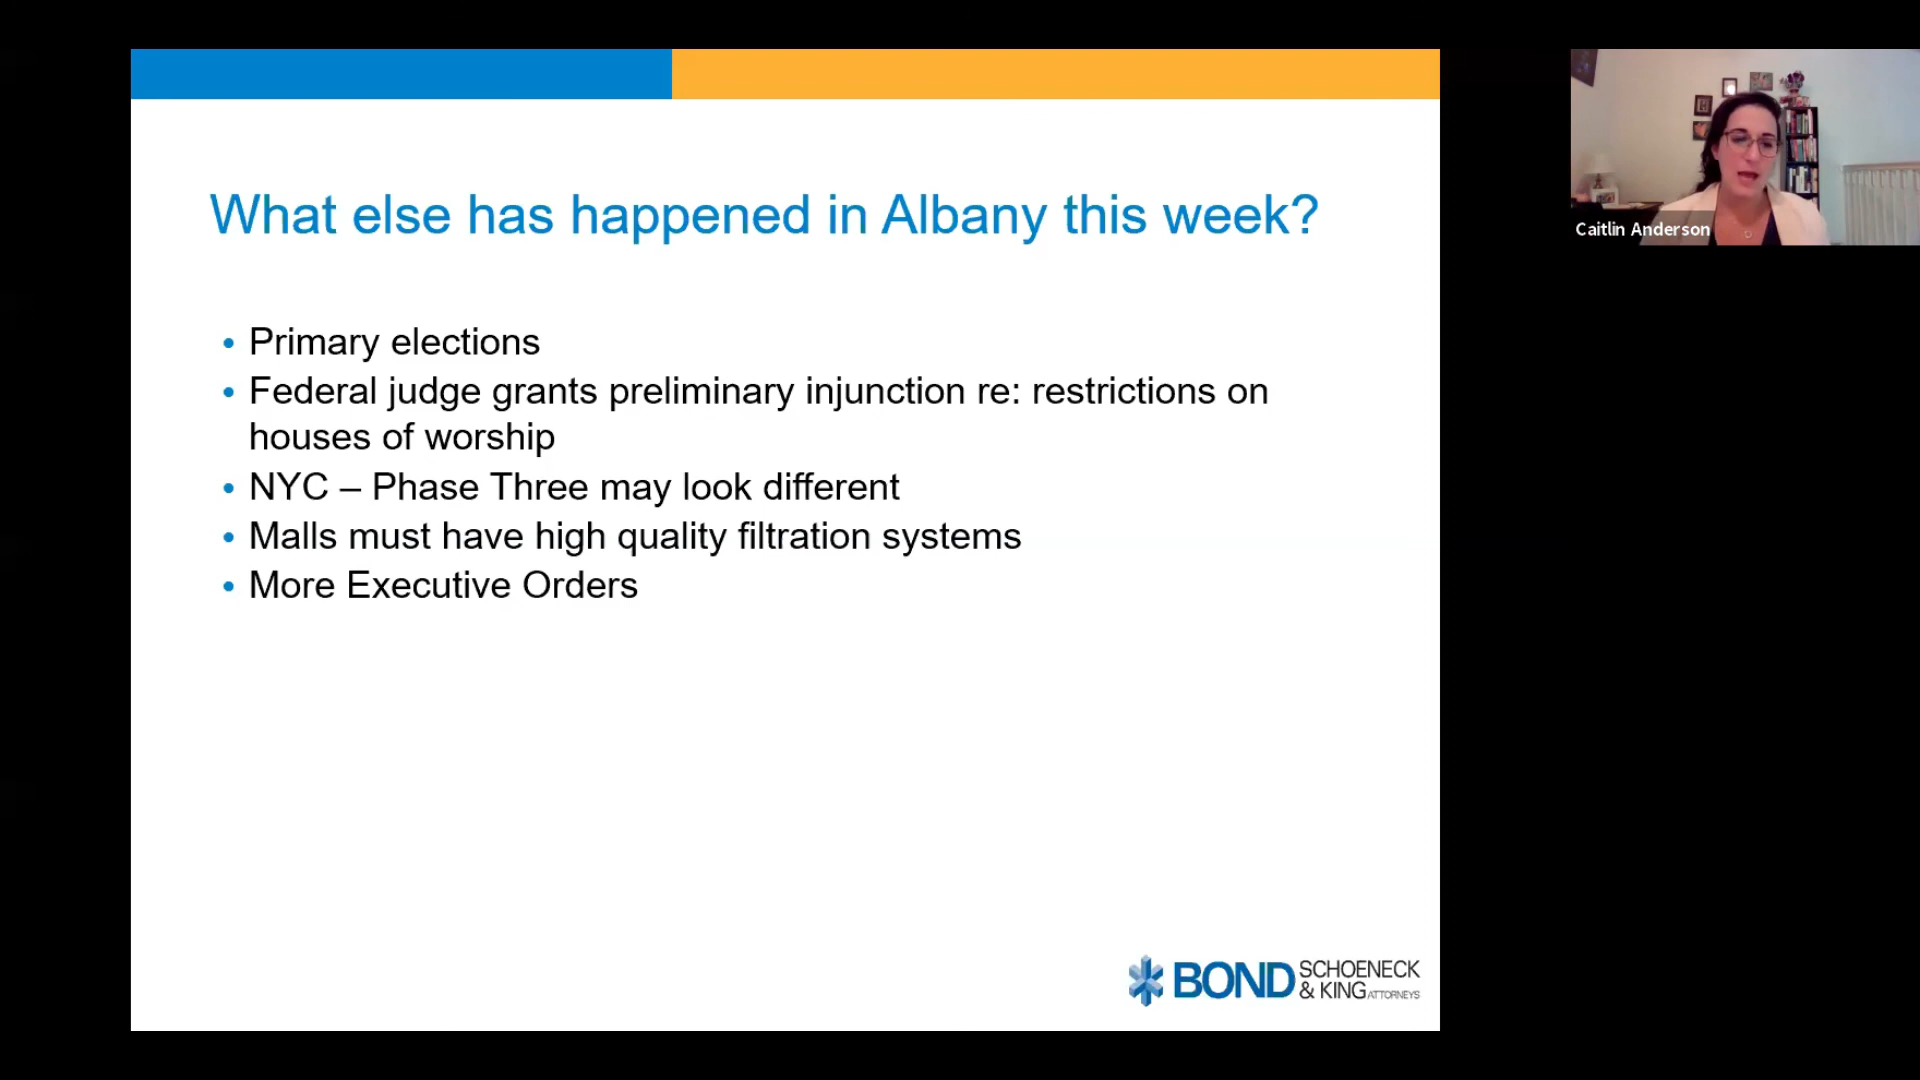 What else has happened in Albany this week?
• Primary elections
• Federal judge grants preliminary injunction re: restrictions on
houses of worship
• NYC – Phase Three may look different
• Malls must have high quality filtration systems
• More Executive Orders
BOND SCHOENECK
& KING ATTORNEYS
Caitlin Anderson